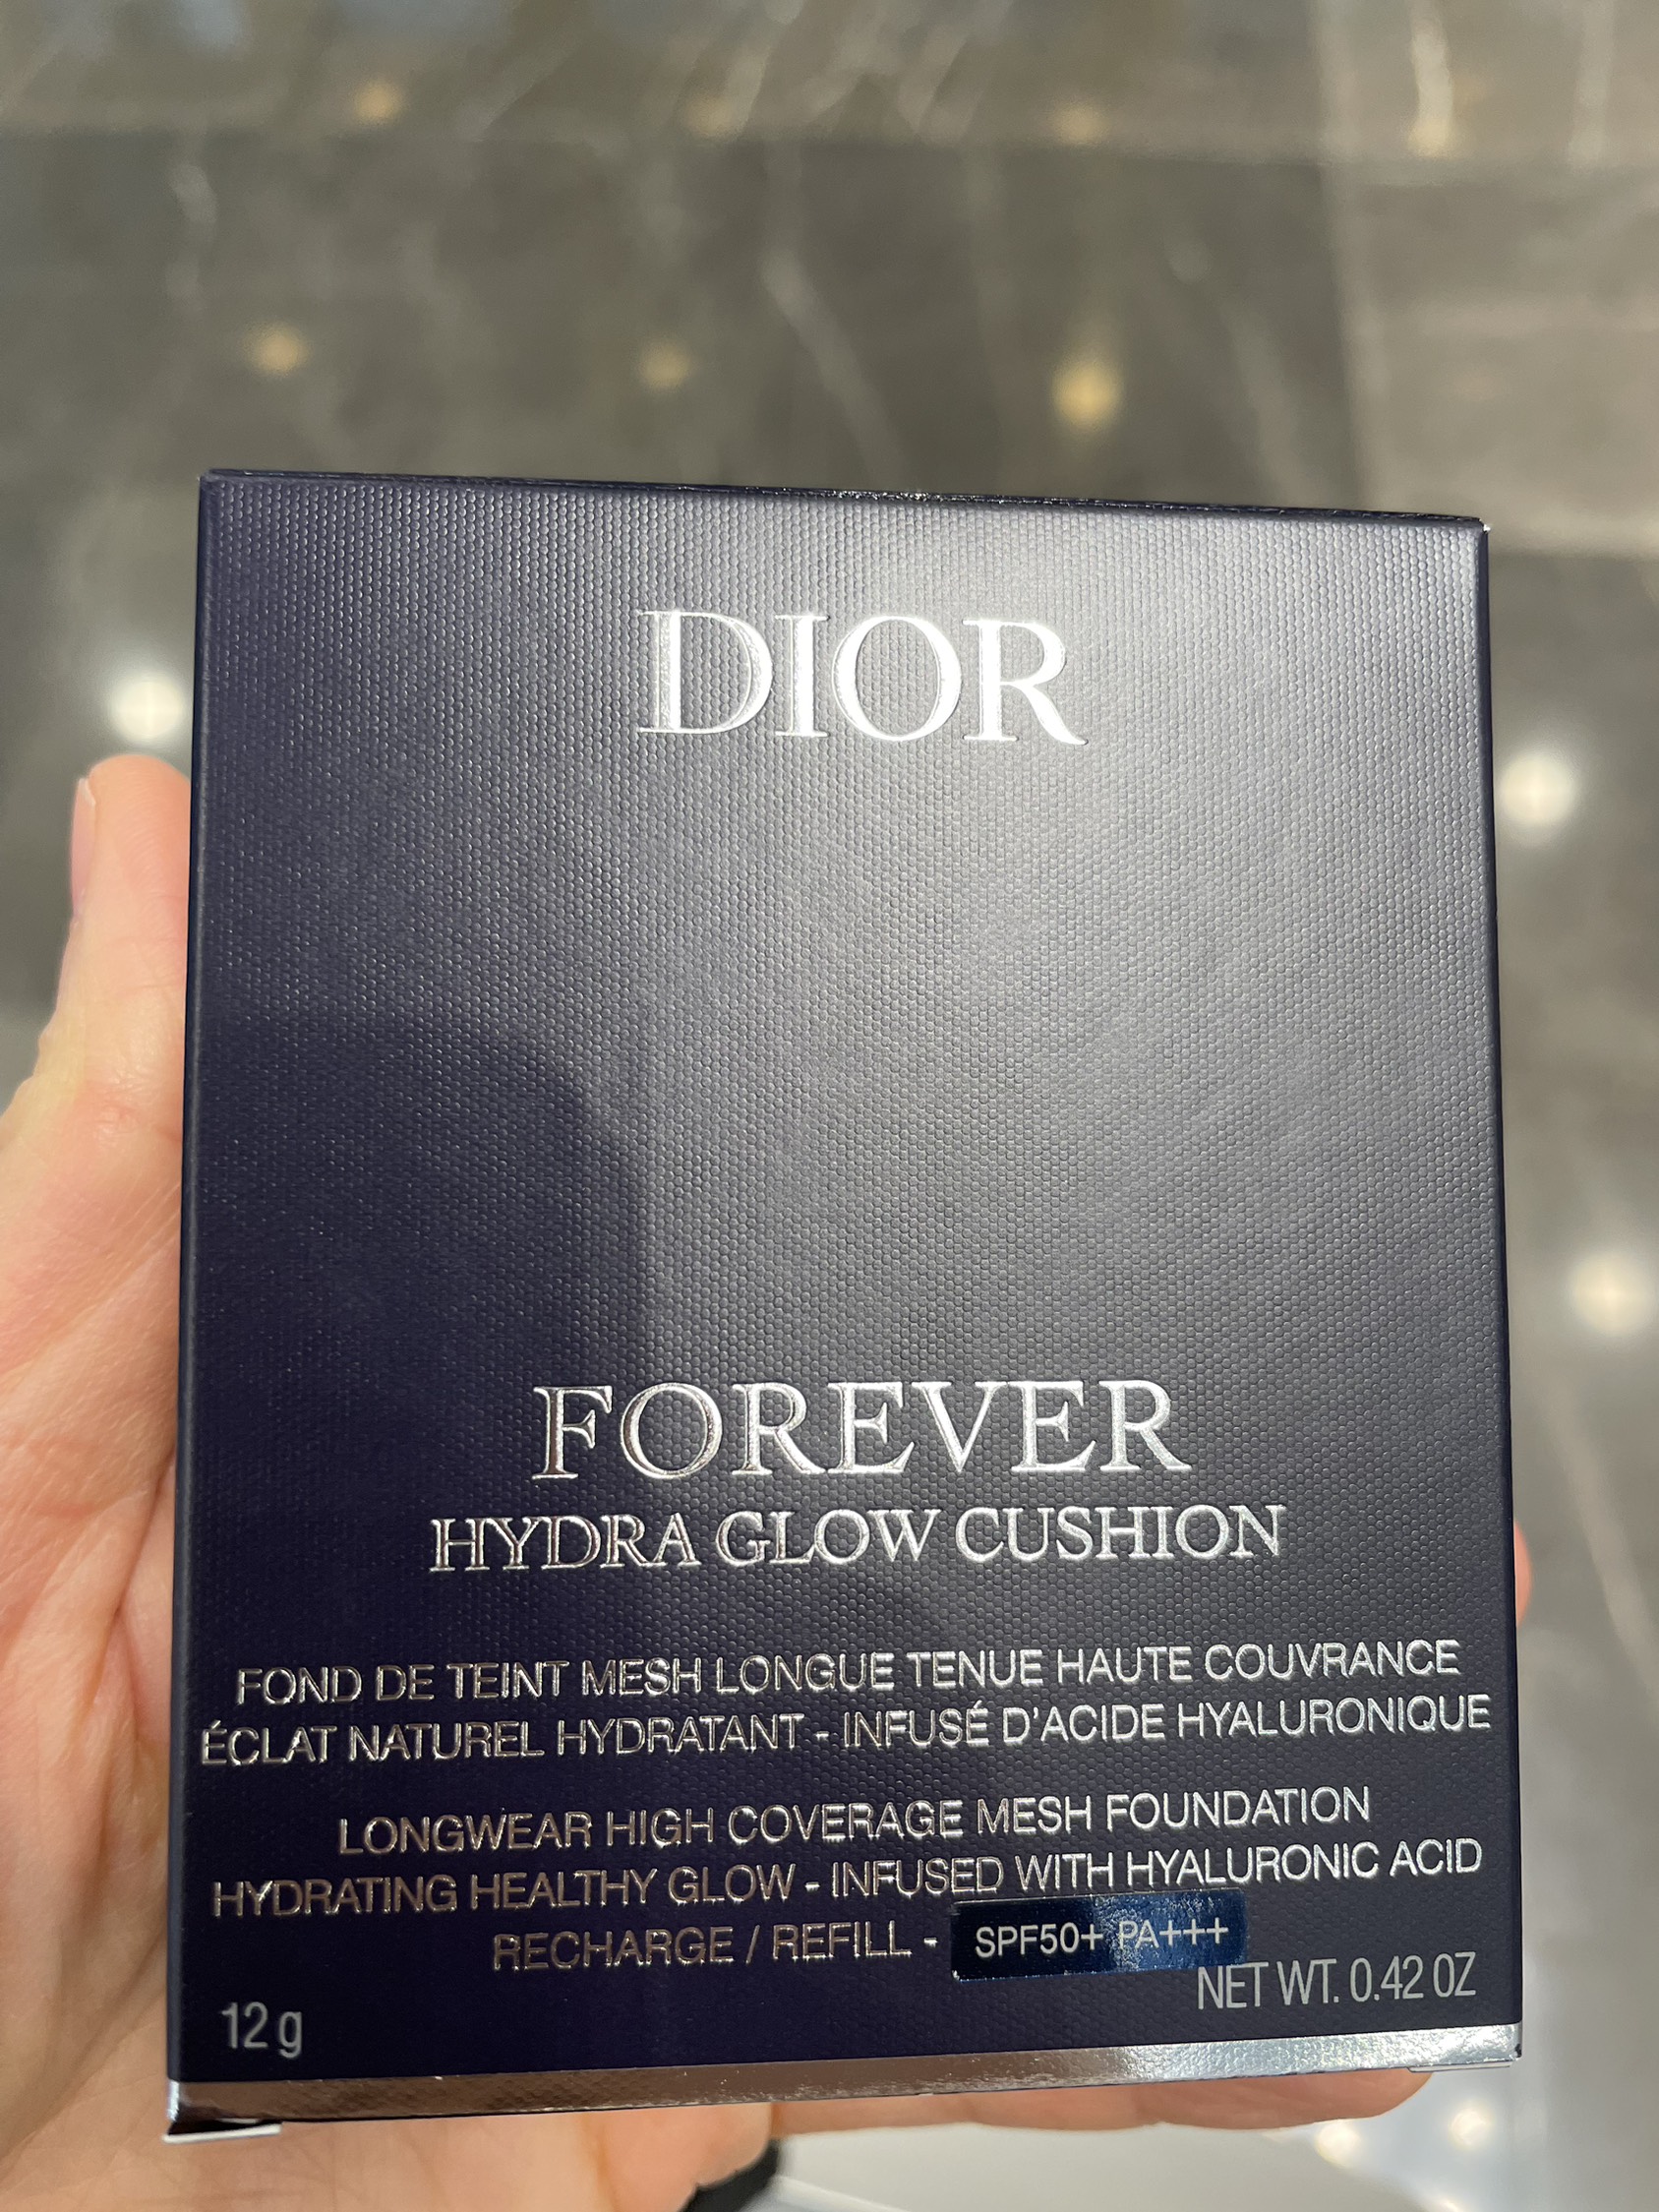 DIOR
FOREVER
HYDRA GLOW CUSHION
FOND DE TEINT MESH LONGUE TENUE HAUTE COUVRANCE
ÉCLAT NATUREL HYDRATANT - INFUSÉ D'ACIDE HYALURONIQUE
LONGWEAR HIGH COVERAGE MESH FOUNDATION
HYDRATING HEALTHY GLOW - INFUSED WITH HYALURONIC ACID
RECHARGE / REFILL - SPF50+ PA+++
12 g NET WT. 0.42 OZ